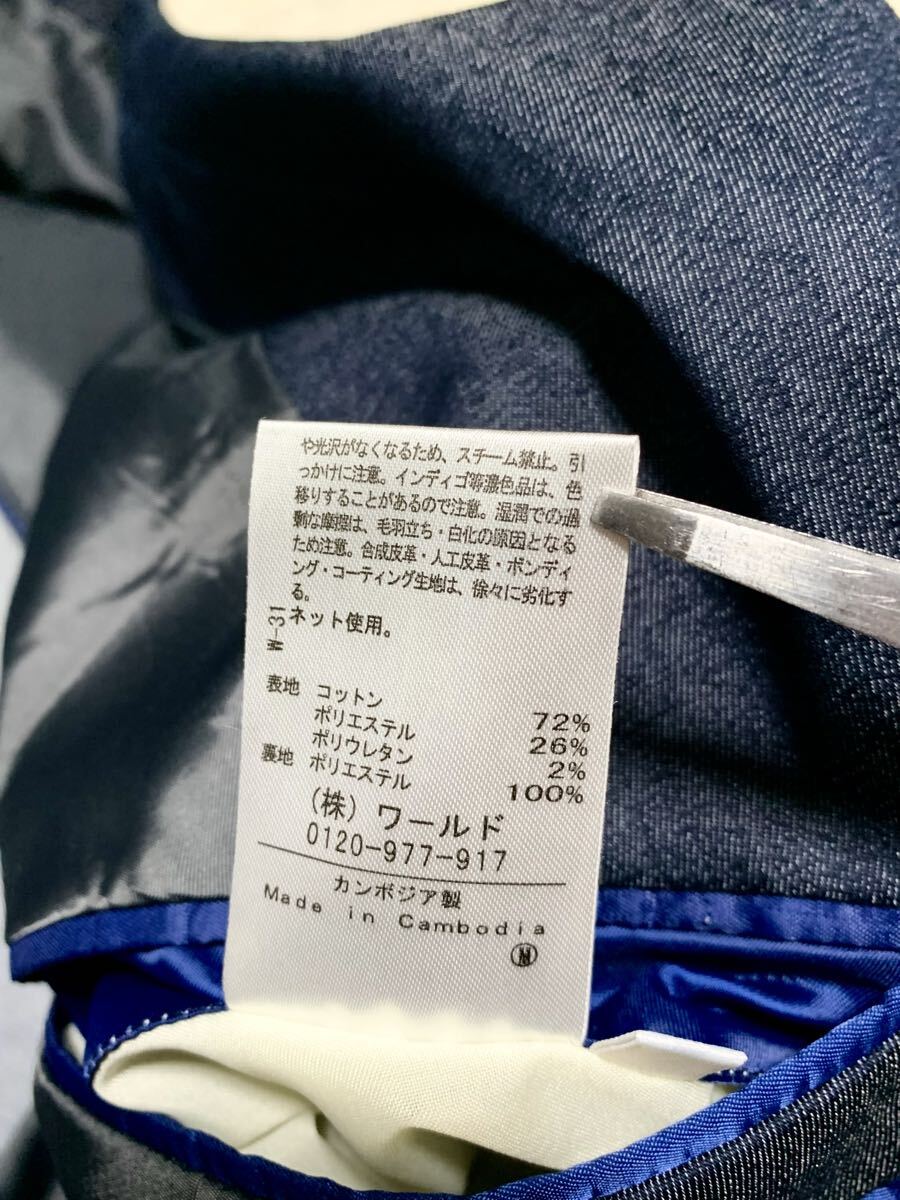 や光沢がなくなるため、スチーム禁止。引
っかけに注意。インディゴ等濃色品は、色
移りすることがあるので注意。湿潤での過
剰な摩擦は、毛羽立ち・白化の原因となる
ため注意。合成皮革・人工皮革・ボンディ
ング・コーティング生地は、徐々に劣化す
る。
ネット使用。
W-31
表地 コットン 72%
ポリエステル 26%
ポリウレタン 2%
裏地 ポリエステル 100%
(株) ワールド
0120-977-917
カンボジア製
Made in Cambodia
Ⓦ